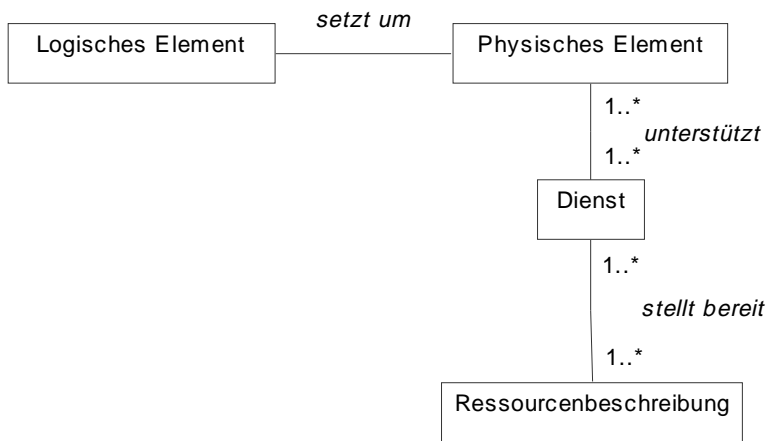 setzt um
Logisches Element
Physisches Element
1..*
unterstützt
1..*
Dienst
1..*
stellt bereit
1..*
Ressourcenbeschreibung